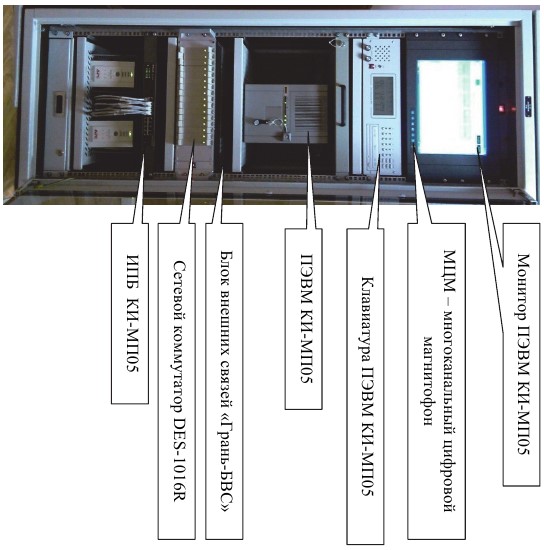 Монитор ПЭВМ КИ-МП05
МЦМ – многоканальный цифровой
магнитофон
Клавиатура ПЭВМ КИ-МП05
ПЭВМ КИ-МП05
Блок внешних связей «Грань-БВС»
Сетевой коммутатор DES-1016R
ИПБ КИ-МП05